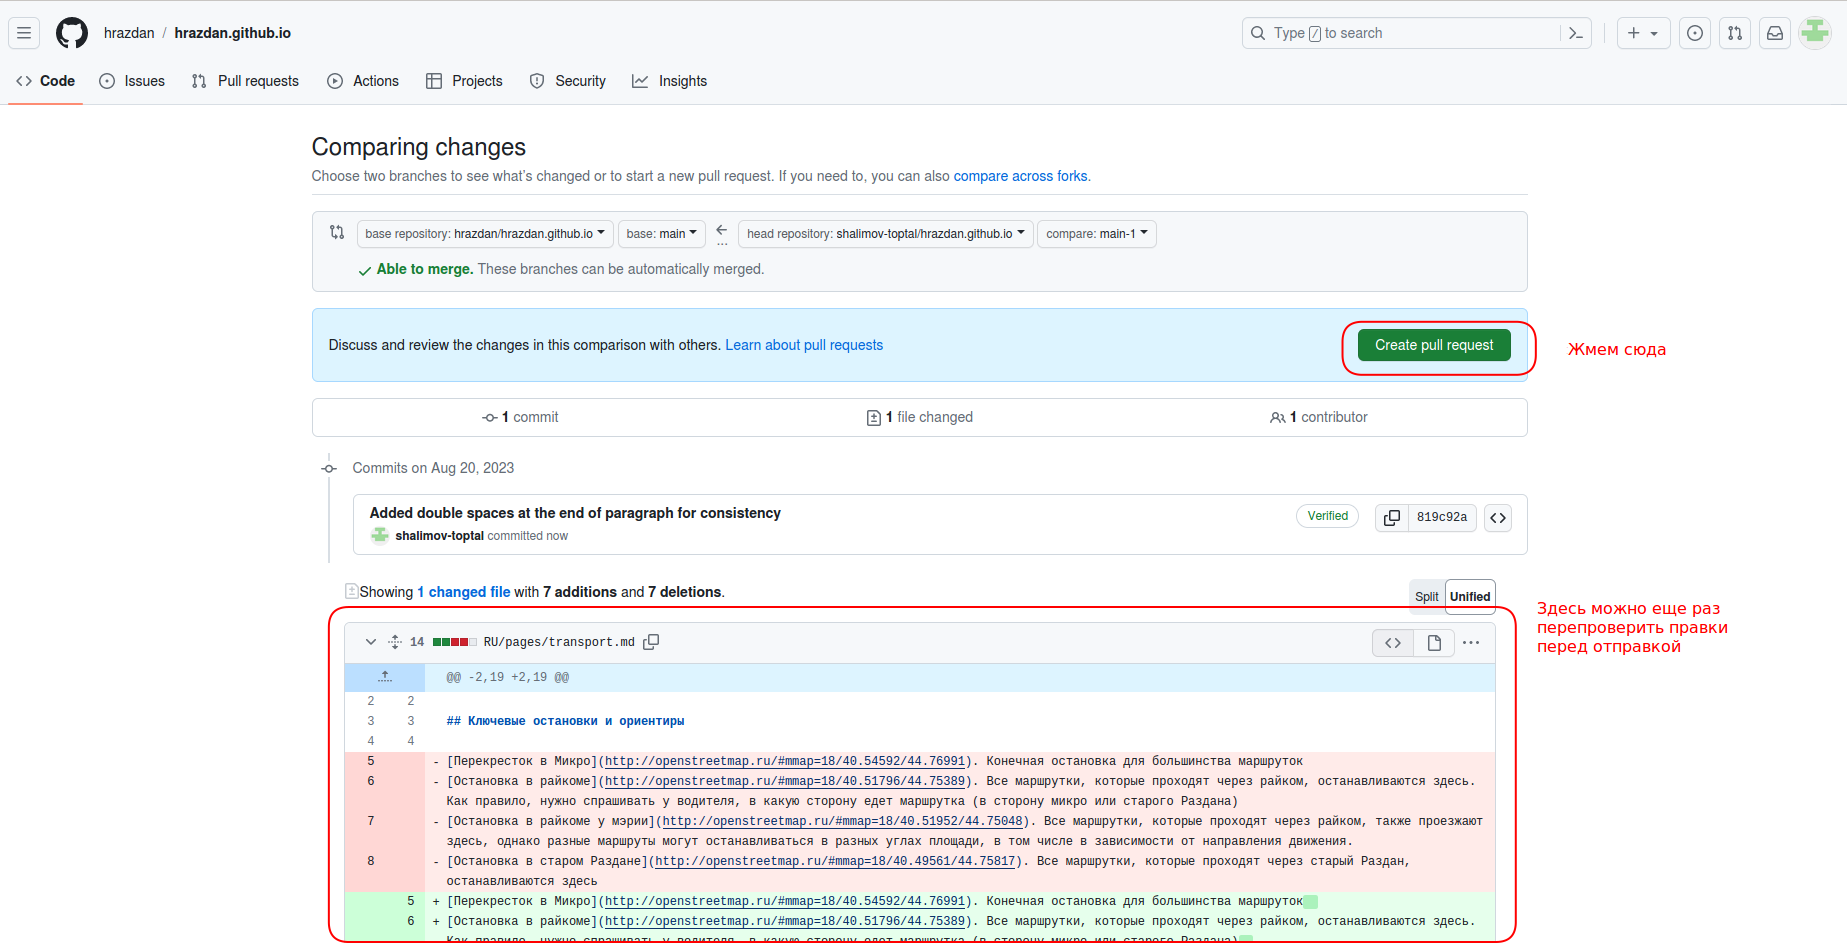 hrazdan / hrazdan.github.io
Type / to search
Code Issues Pull requests Actions Projects Security Insights
Comparing changes
Choose two branches to see what's changed or to start a new pull request. If you need to, you can also compare across forks.
base repository: hrazdan/hrazdan.github.io base: main ... head repository: shalimov-toptal/hrazdan.github.io compare: main-1
Able to merge. These branches can be automatically merged.
Discuss and review the changes in this comparison with others. Learn about pull requests
Create pull request
Жмем сюда
1 commit 1 file changed 1 contributor
Commits on Aug 20, 2023
Added double spaces at the end of paragraph for consistency
shalimov-toptal committed now
Verified 819c92a
Showing 1 changed file with 7 additions and 7 deletions.
Split Unified
Здесь можно еще раз
перепроверить правки
перед отправкой
14 RU/pages/transport.md
@@ -2,19 +2,19 @@
2 2
3 3 ## Ключевые остановки и ориентиры
4 4
5 - [Перекресток в Микро](http://openstreetmap.ru/#mmap=18/40.54592/44.76991). Конечная остановка для большинства маршруток
6 - [Остановка в райкоме](http://openstreetmap.ru/#mmap=18/40.51796/44.75389). Все маршрутки, которые проходят через райком, останавливаются здесь.
Как правило, нужно спрашивать у водителя, в какую сторону едет маршрутка (в сторону микро или старого Раздана)
7 - [Остановка в райкоме у мэрии](http://openstreetmap.ru/#mmap=18/40.51952/44.75048). Все маршрутки, которые проходят через райком, также проезжают
здесь, однако разные маршруты могут останавливаться в разных углах площади, в том числе в зависимости от направления движения.
8 - [Остановка в старом Раздане](http://openstreetmap.ru/#mmap=18/40.49561/44.75817). Все маршрутки, которые проходят через старый Раздан,
останавливаются здесь
5 + [Перекресток в Микро](http://openstreetmap.ru/#mmap=18/40.54592/44.76991). Конечная остановка для большинства маршруток
6 + [Остановка в райкоме](http://openstreetmap.ru/#mmap=18/40.51796/44.75389). Все маршрутки, которые проходят через райком, останавливаются здесь.
Как правило, нужно спрашивать у водителя, в какую сторону едет маршрутка (в сторону микро или старого Раздана)